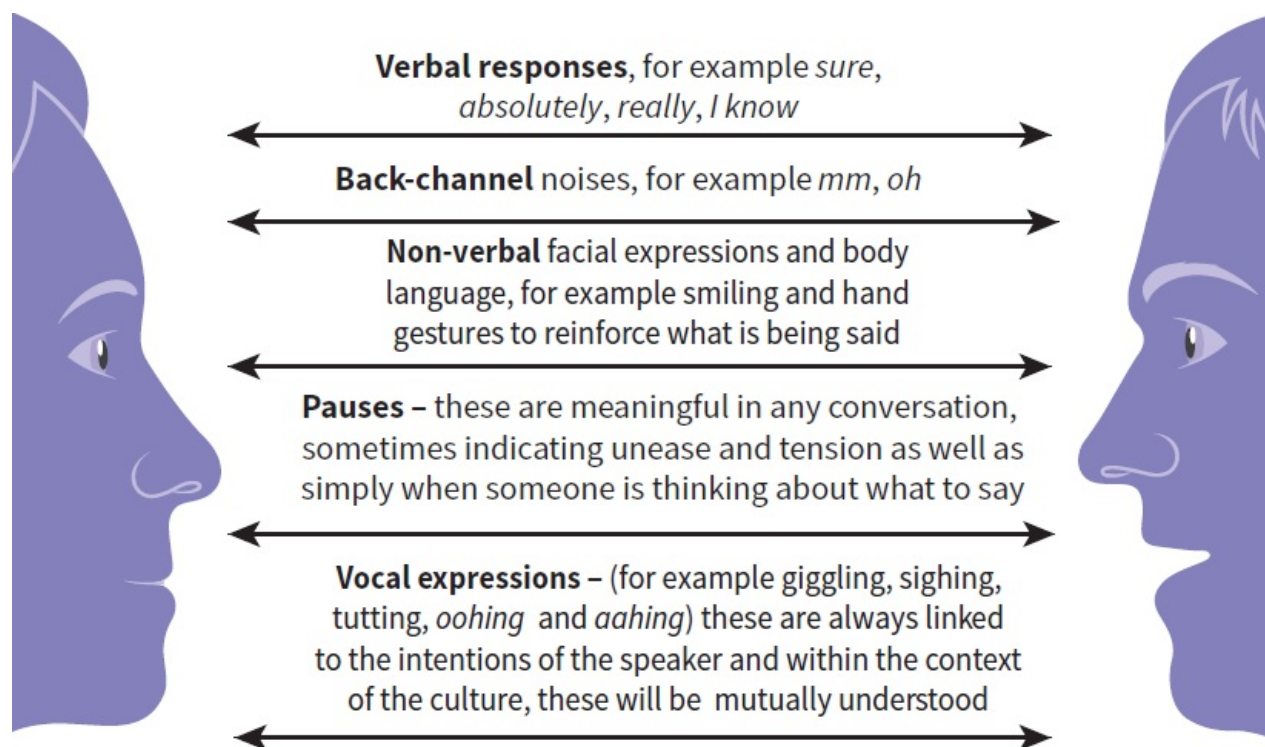 Verbal responses, for example sure,
absolutely, really, I know
Back-channel noises, for example mm, oh
Non-verbal facial expressions and body
language, for example smiling and hand
gestures to reinforce what is being said
Pauses – these are meaningful in any conversation,
sometimes indicating unease and tension as well as
simply when someone is thinking about what to say
Vocal expressions – (for example giggling, sighing,
tutting, oohing and aahing) these are always linked
to the intentions of the speaker and within the context
of the culture, these will be mutually understood